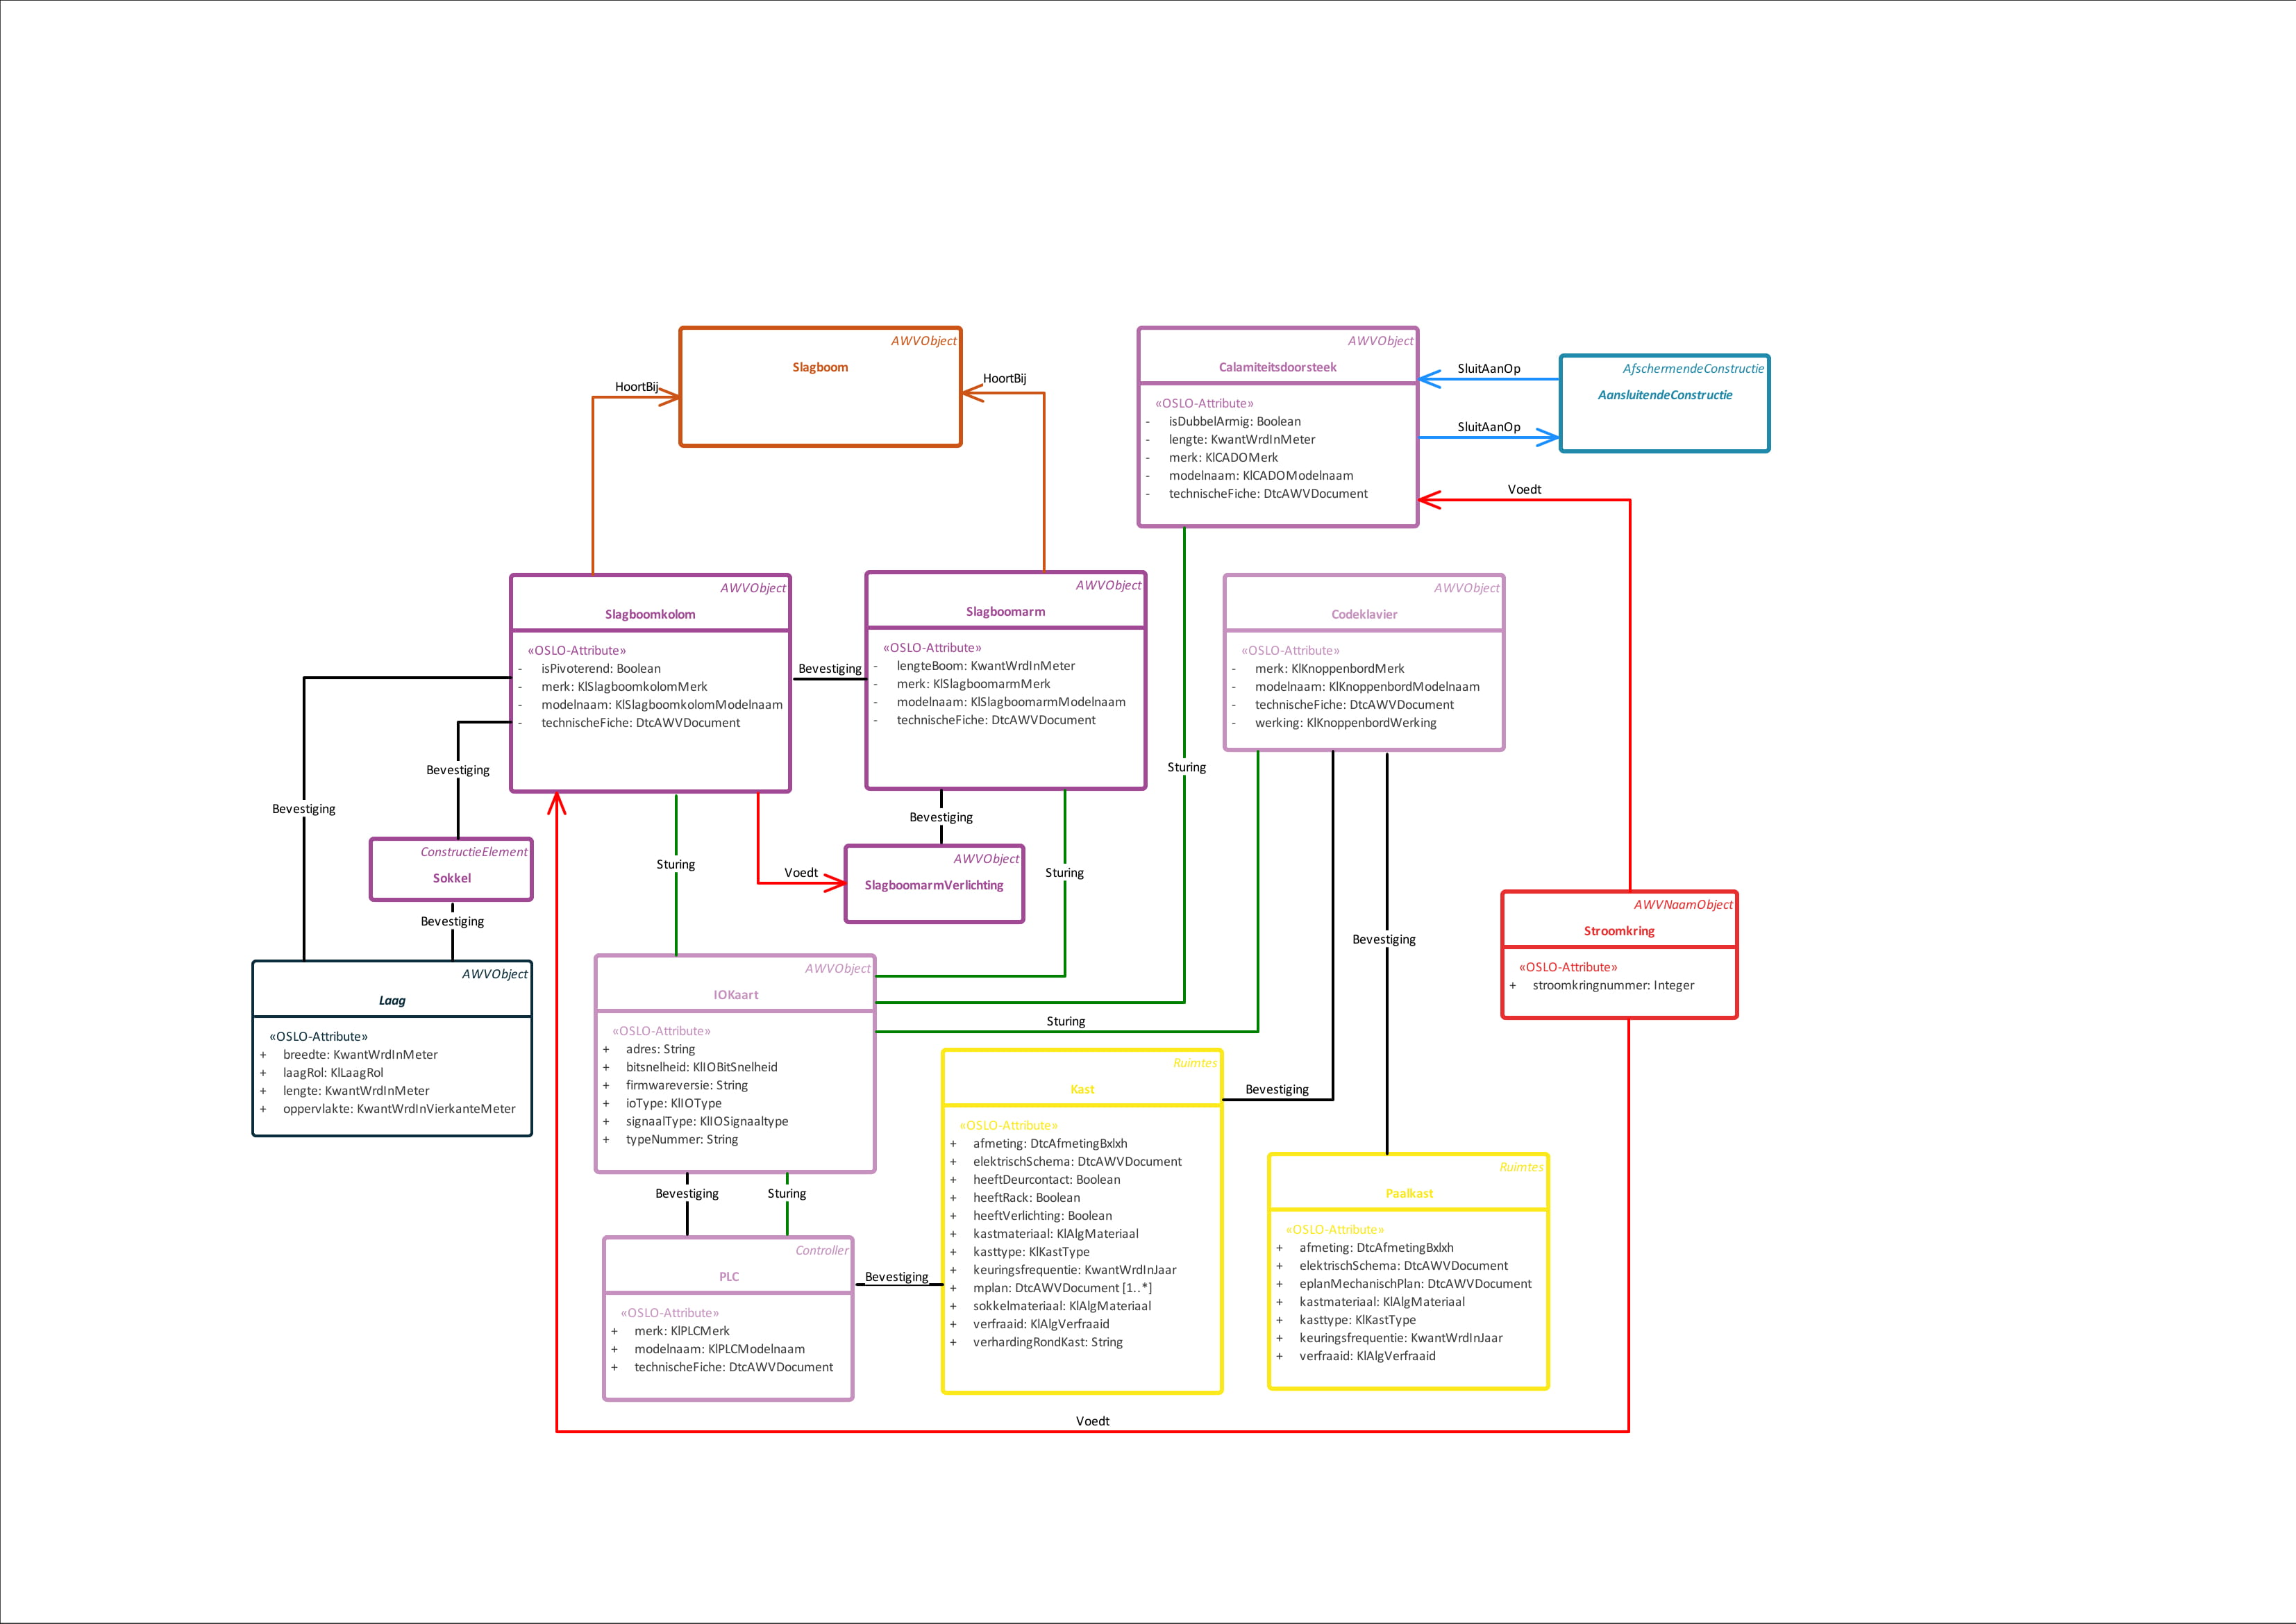 AWVObject
Slagboom
HoortBij
HoortBij
AWVObject
Calamiteitsdoorsteek
«OSLO-Attribute»
- isDubbelArmig: Boolean
- lengte: KwantWrdInMeter
- merk: KlCADOMerk
- modelnaam: KlCADOModelnaam
- technischeFiche: DtcAWVDocument
SluitAanOp
SluitAanOp
AfschermendeConstructie
AansluitendeConstructie
Voedt
AWVObject
Slagboomkolom
«OSLO-Attribute»
- isPivoterend: Boolean
- merk: KlSlagboomkolomMerk
- modelnaam: KlSlagboomkolomModelnaam
- technischeFiche: DtcAWVDocument
Bevestiging
AWVObject
Slagboomarm
«OSLO-Attribute»
- lengteBoom: KwantWrdInMeter
- merk: KlSlagboomarmMerk
- modelnaam: KlSlagboomarmModelnaam
- technischeFiche: DtcAWVDocument
AWVObject
Codeklavier
«OSLO-Attribute»
- merk: KlKnoppenbordMerk
- modelnaam: KlKnoppenbordModelnaam
- technischeFiche: DtcAWVDocument
- werking: KlKnoppenbordWerking
Sturing
Bevestiging
Bevestiging
Bevestiging
Sturing
Voedt
Sturing
ConstructieElement
Sokkel
AWVObject
SlagboomarmVerlichting
Bevestiging
Bevestiging
AWVNaamObject
Stroomkring
«OSLO-Attribute»
+ stroomkringnummer: Integer
AWVObject
Laag
«OSLO-Attribute»
+ breedte: KwantWrdInMeter
+ laagRol: KlLaagRol
+ lengte: KwantWrdInMeter
+ oppervlakte: KwantWrdInVierkanteMeter
AWVObject
IOKaart
«OSLO-Attribute»
+ adres: String
+ bitsnelheid: KlIOBitSnelheid
+ firmwareversie: String
+ ioType: KlIOType
+ signaalType: KlIOSignaaltype
+ typeNummer: String
Sturing
Ruimtes
Kast
«OSLO-Attribute»
+ afmeting: DtcAfmetingBxlxh
+ elektrischSchema: DtcAWVDocument
+ heeftDeurcontact: Boolean
+ heeftRack: Boolean
+ heeftVerlichting: Boolean
+ kastmateriaal: KlAlgMateriaal
+ kasttype: KlKastType
+ keuringsfrequentie: KwantWrdInJaar
+ mplan: DtcAWVDocument [1..*]
+ sokkelmateriaal: KlAlgMateriaal
+ verfraaid: KlAlgVerfraaid
+ verhardingRondKast: String
Bevestiging
Ruimtes
Paalkast
«OSLO-Attribute»
+ afmeting: DtcAfmetingBxlxh
+ elektrischSchema: DtcAWVDocument
+ eplanMechanischPlan: DtcAWVDocument
+ kastmateriaal: KlAlgMateriaal
+ kasttype: KlKastType
+ keuringsfrequentie: KwantWrdInJaar
+ verfraaid: KlAlgVerfraaid
Bevestiging
Sturing
Controller
PLC
«OSLO-Attribute»
+ merk: KlPLCMerk
+ modelnaam: KlPLCModelnaam
+ technischeFiche: DtcAWVDocument
Bevestiging
Voedt